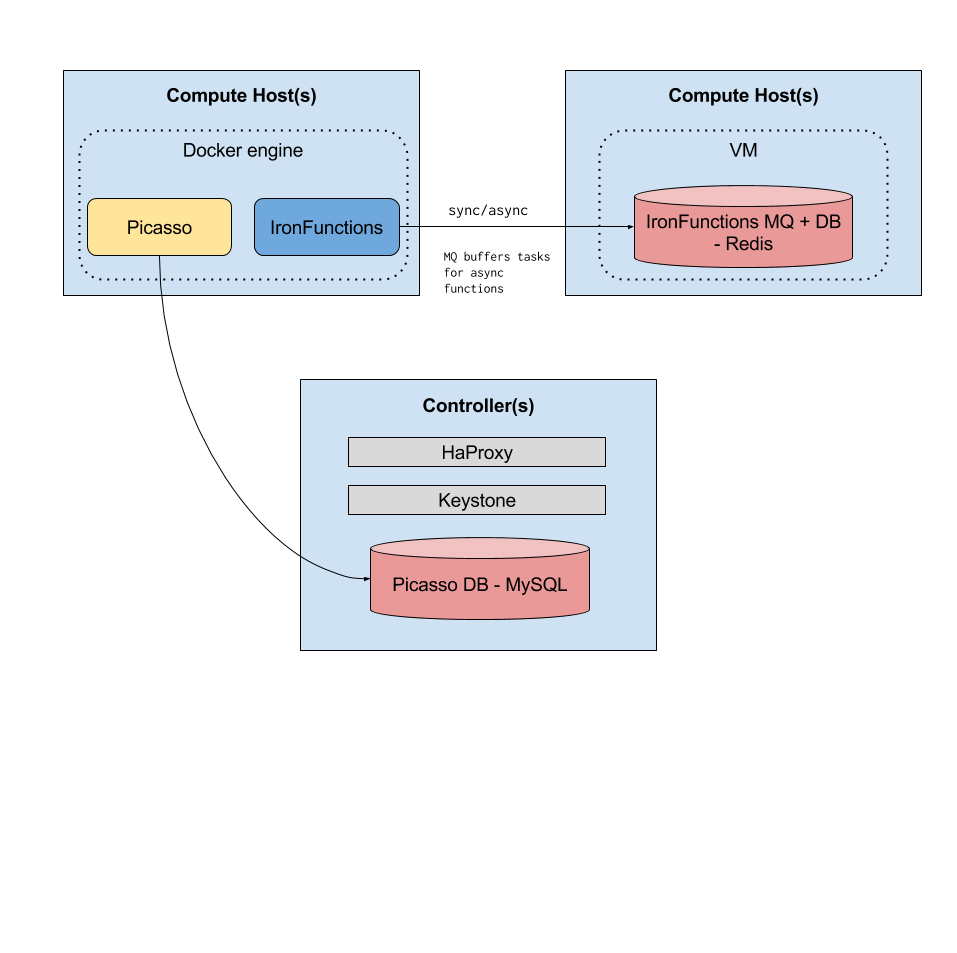 Compute Host(s)
Docker engine
Picasso
IronFunctions
sync/async
MQ buffers tasks
for async
functions
Compute Host(s)
VM
IronFunctions MQ + DB
- Redis
Controller(s)
HaProxy
Keystone
Picasso DB - MySQL